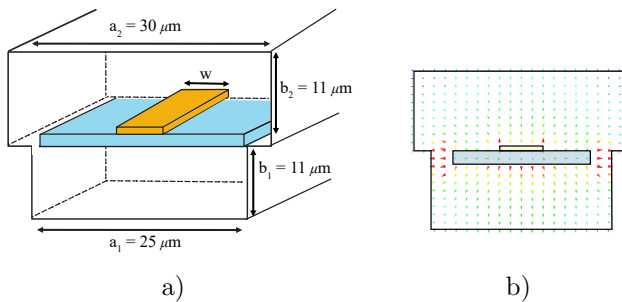 a₂ = 30 μm
w
b₂ = 11 μm
b₁ = 11 μm
a₁ = 25 μm
a)
b)